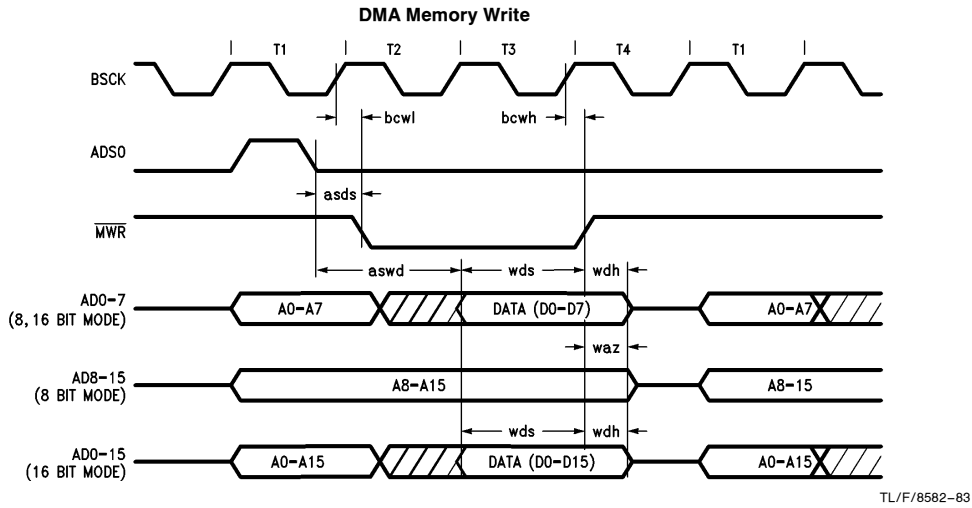 DMA Memory Write
T1 T2 T3 T4 T1
BSCK
bcwl bcwh
ADS0
asds
MWR
aswd wds wdh
AD0-7
(8,16 BIT MODE)
A0-A7 DATA (D0-D7) A0-A7
waz
AD8-15
(8 BIT MODE)
A8-A15 A8-15
wds wdh
AD0-15
(16 BIT MODE)
A0-A15 DATA (D0-D15) A0-A15
TL/F/8582-83